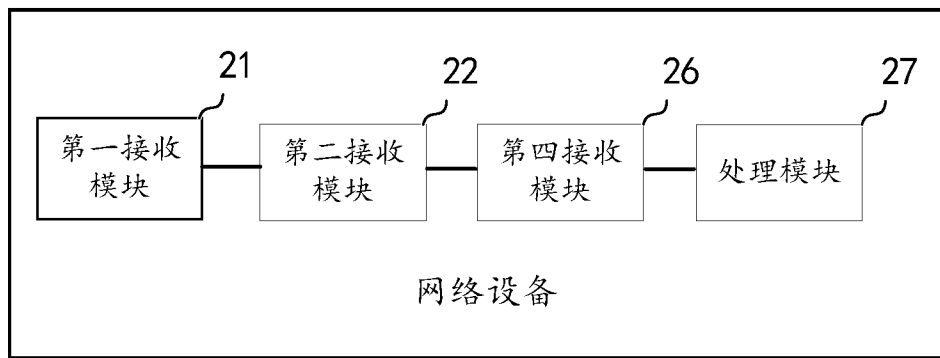 21
22
26
27
第一接收
模块
第二接收
模块
第四接收
模块
处理模块
网络设备